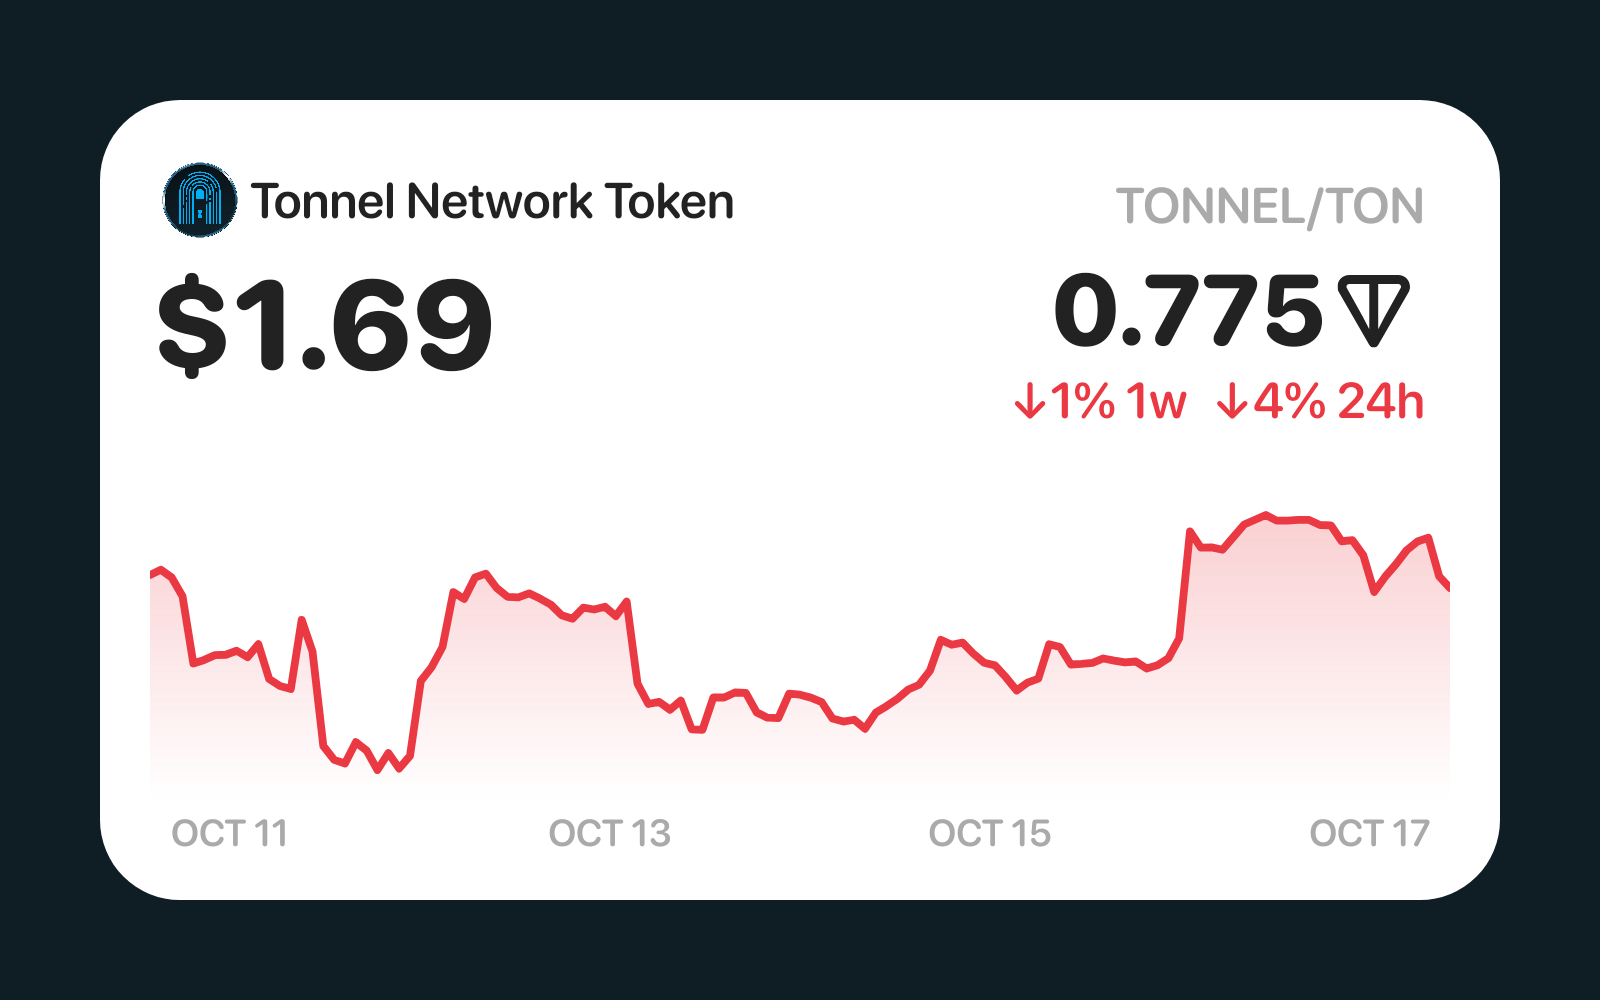 Tonnel Network Token
TONNEL/TON
$1.69
0.775
↓1% 1w ↓4% 24h
OCT 11 OCT 13 OCT 15 OCT 17